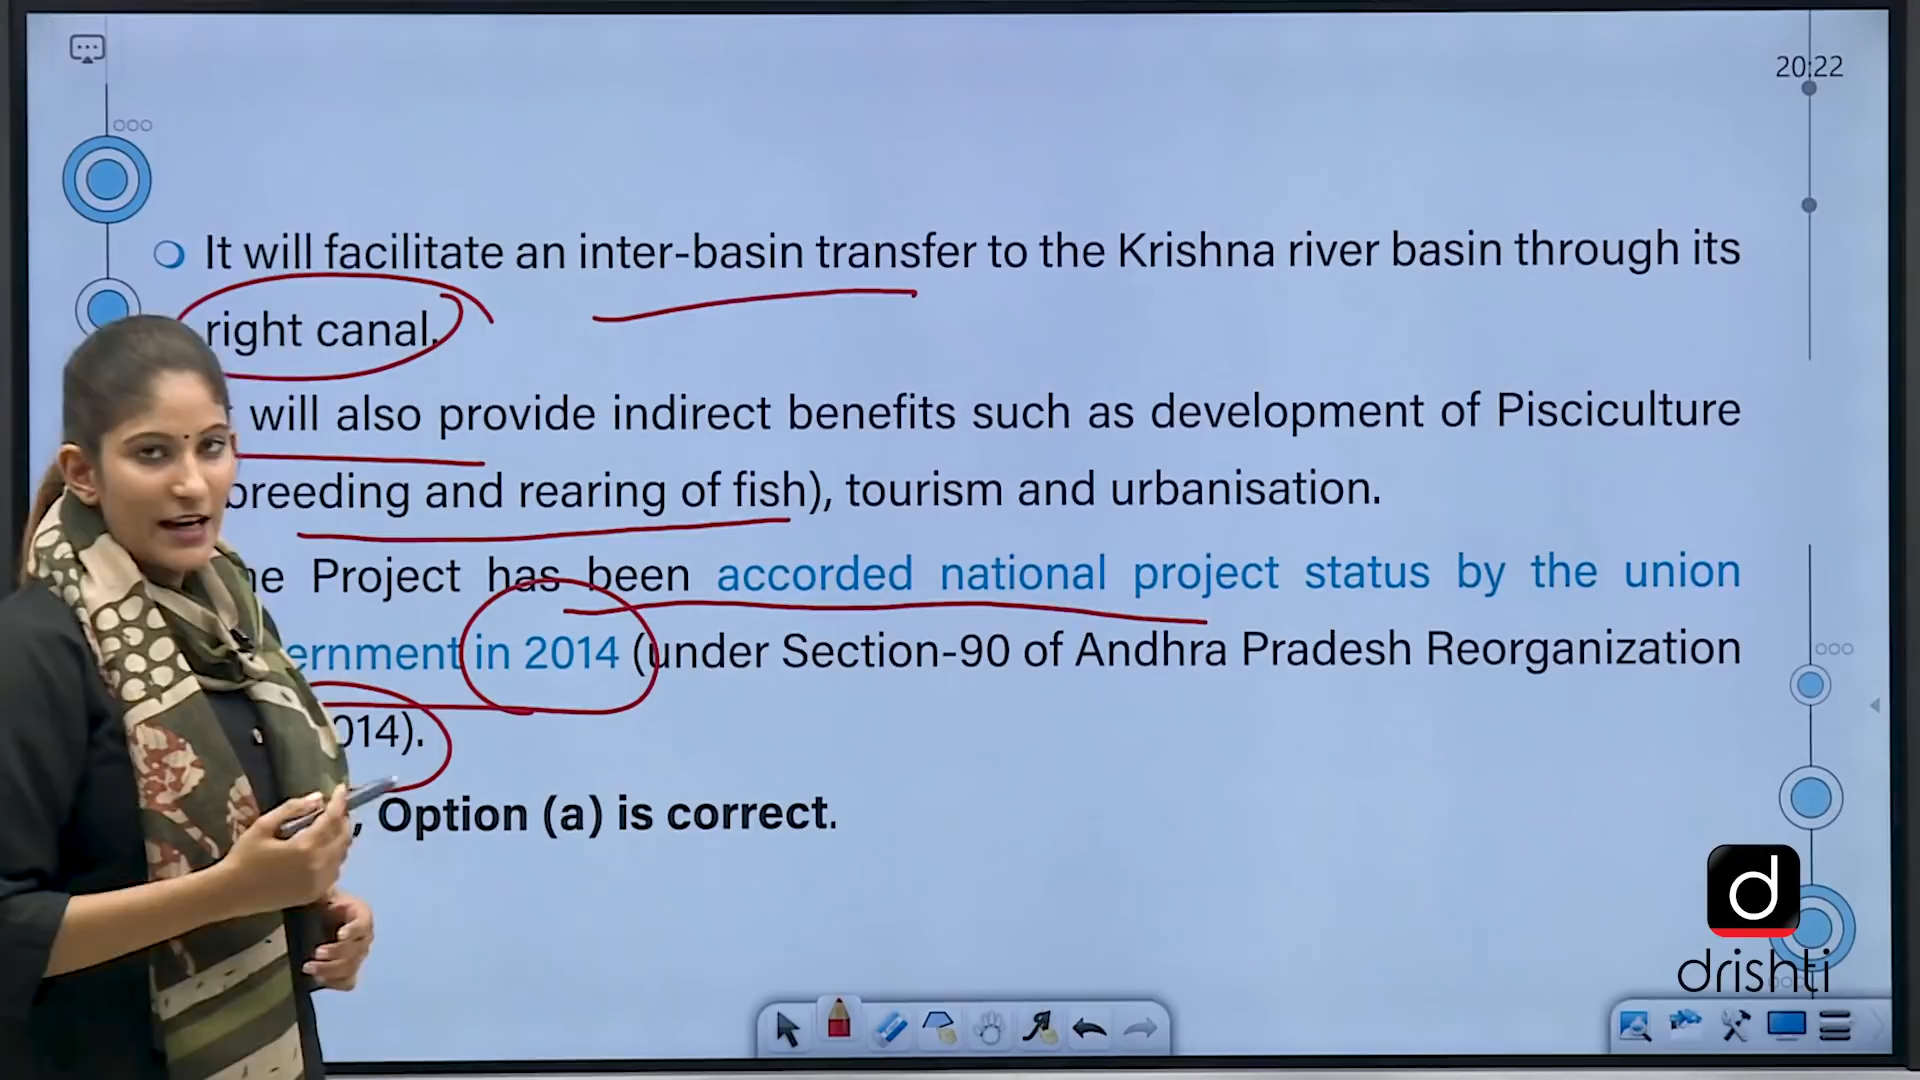 20:22
It will facilitate an inter-basin transfer to the Krishna river basin through its
right canal.
will also provide indirect benefits such as development of Pisciculture
breeding and rearing of fish), tourism and urbanisation.
Project has been accorded national project status by the union
in 2014 (under Section-90 of Andhra Pradesh Reorganization
014).
, Option (a) is correct.
d
drishti